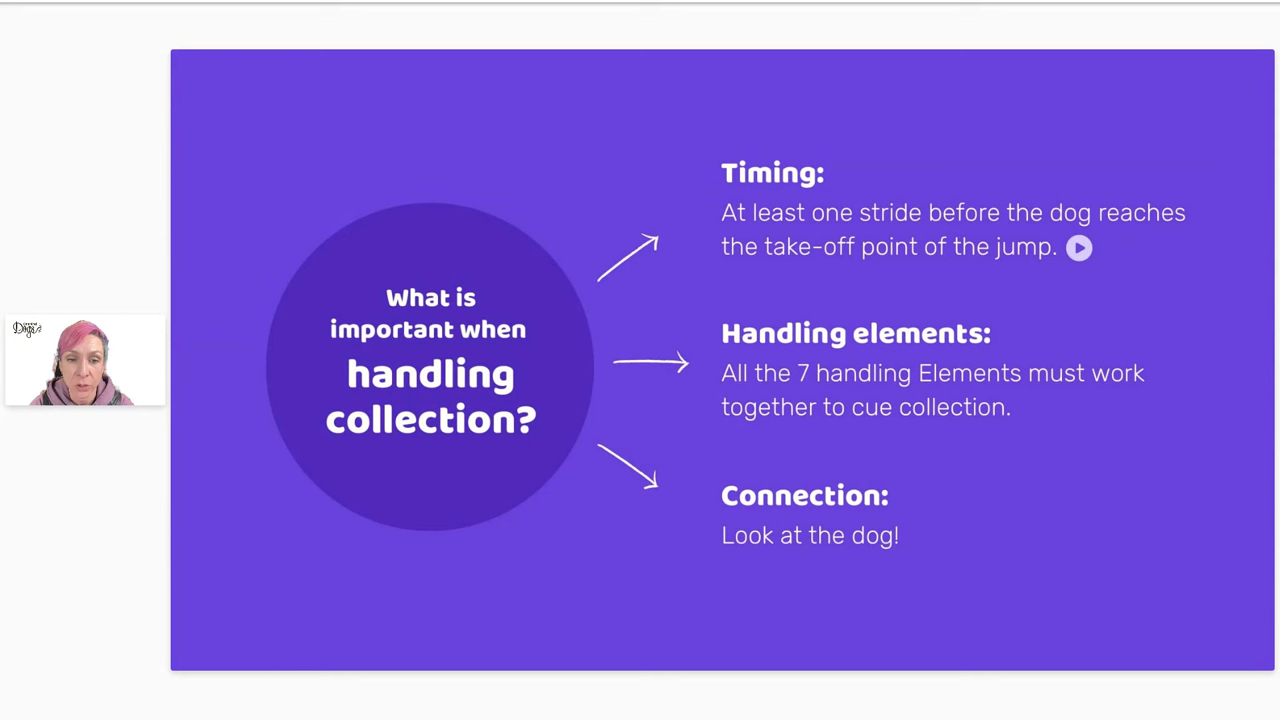 What is
important when
handling
collection?
Timing:
At least one stride before the dog reaches
the take-off point of the jump.
Handling elements:
All the 7 handling Elements must work
together to cue collection.
Connection:
Look at the dog!